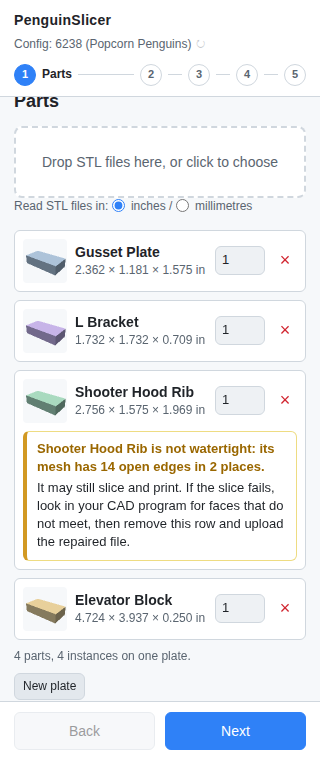 PenguinSlicer
Config: 6238 (Popcorn Penguins)
1 Parts 2 3 4 5
Parts
Drop STL files here, or click to choose
Read STL files in: inches / millimetres
Gusset Plate
2.362 × 1.181 × 1.575 in
1 ×
L Bracket
1.732 × 1.732 × 0.709 in
1 ×
Shooter Hood Rib
2.756 × 1.575 × 1.969 in
1 ×
Shooter Hood Rib is not watertight: its
mesh has 14 open edges in 2 places.
It may still slice and print. If the slice fails,
look in your CAD program for faces that do
not meet, then remove this row and upload
the repaired file.
Elevator Block
4.724 × 3.937 × 0.250 in
1 ×
4 parts, 4 instances on one plate.
New plate
Back Next